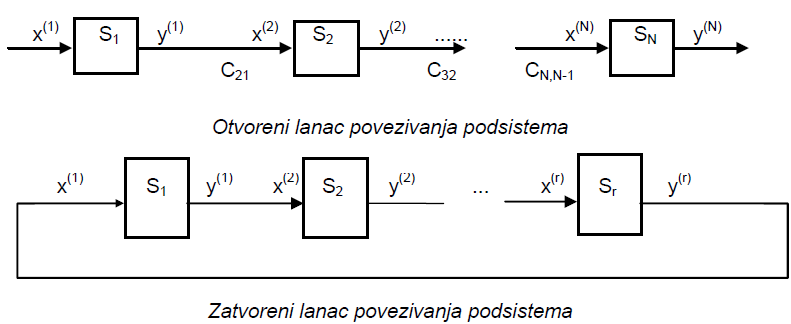 x(1) S1 y(1) x(2) S2 y(2) ...... x(N) SN y(N)
C21 C32 CN,N-1
Otvoreni lanac povezivanja podsistema
x(1) S1 y(1) x(2) S2 y(2) ... x(r) Sr y(r)
Zatvoreni lanac povezivanja podsistema